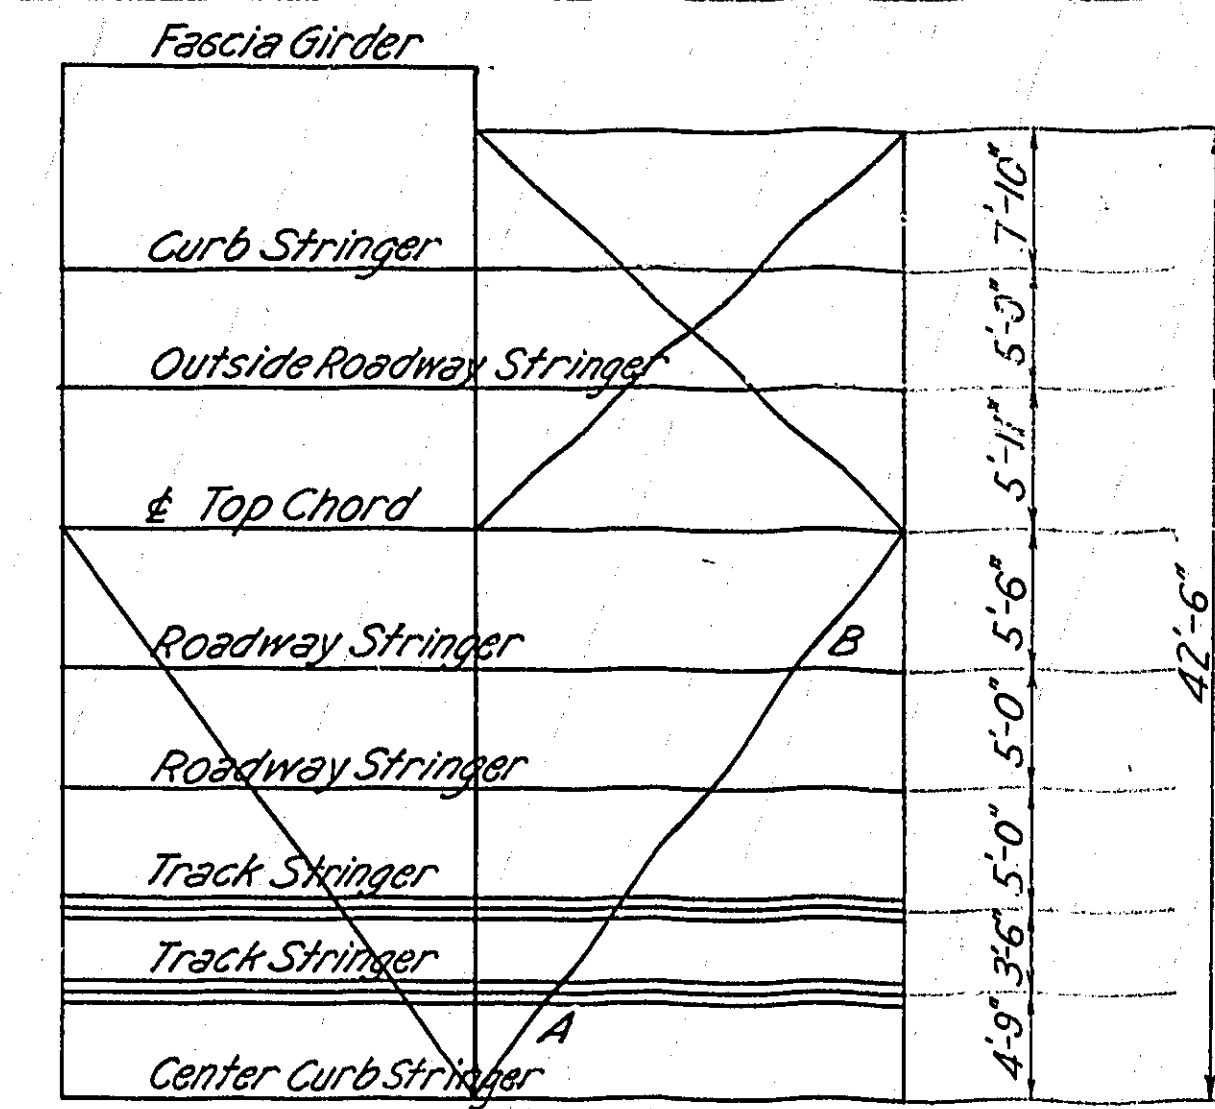 Fascia Girder
7'-10"
Curb Stringer
5'-0"
Outside Roadway Stringer
5'-11"
℄ Top Chord
5'-6"
42'-6"
Roadway Stringer
B
5'-0"
Roadway Stringer
5'-0"
Track Stringer
3'-6"
Track Stringer
4'-9"
A
Center Curb Stringer